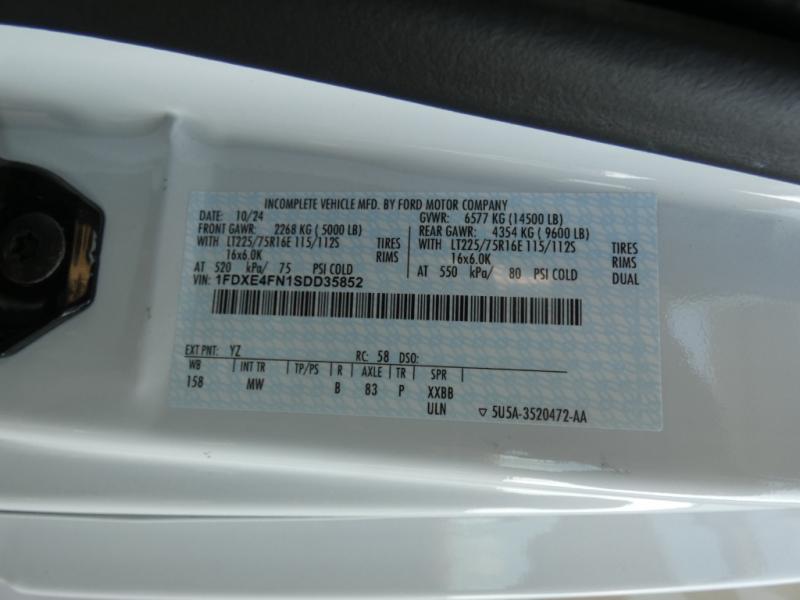 INCOMPLETE VEHICLE MFD. BY FORD MOTOR COMPANY
DATE: 10/24 GVWR: 6577 KG (14500 LB)
FRONT GAWR: 2268 KG ( 5000 LB) REAR GAWR: 4354 KG ( 9600 LB)
WITH LT225/75R16E 115/112S TIRES WITH LT225/75R16E 115/112S TIRES
16x6.0K RIMS 16x6.0K RIMS
AT 520 kPa/ 75 PSI COLD AT 550 kPa/ 80 PSI COLD DUAL
VIN: 1FDXE4FN1SDD35852
EXT PNT: YZ RC: 58 DSO:
WB INT TR TP/PS R AXLE TR SPR
158 MW B 83 P XXBB
ULN ▽ 5U5A-3520472-AA